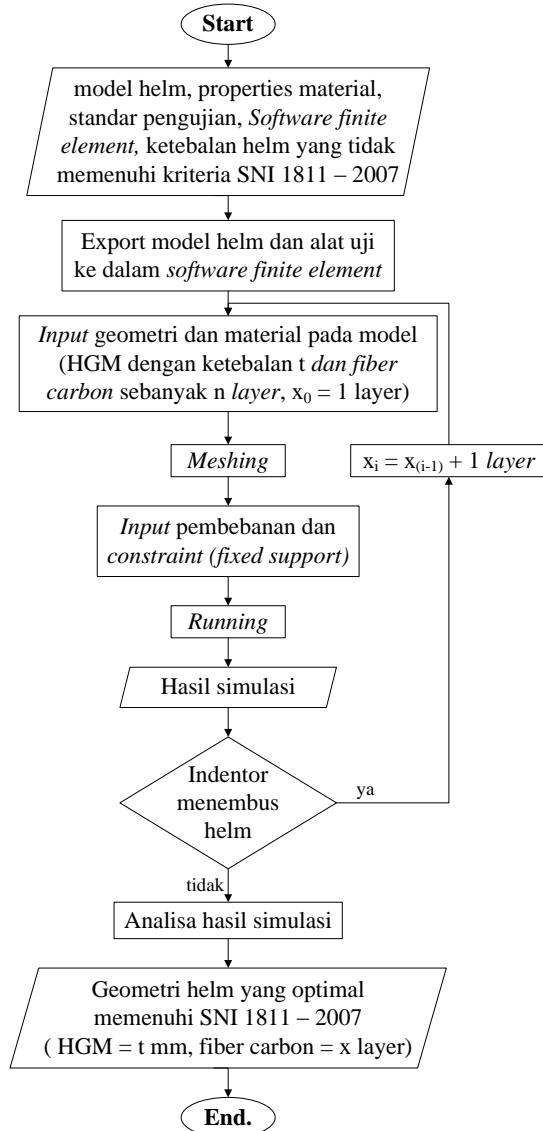 Start
model helm, properties material,
standar pengujian, Software finite
element, ketebalan helm yang tidak
memenuhi kriteria SNI 1811 – 2007
Export model helm dan alat uji
ke dalam software finite element
Input geometri dan material pada model
(HGM dengan ketebalan t dan fiber
carbon sebanyak n layer, x₀ = 1 layer)
Meshing
xᵢ = x₍ᵢ₋₁₎ + 1 layer
Input pembebanan dan
constraint (fixed support)
Running
Hasil simulasi
Indentor
menembus
helm
ya
tidak
Analisa hasil simulasi
Geometri helm yang optimal
memenuhi SNI 1811 – 2007
( HGM = t mm, fiber carbon = x layer)
End.